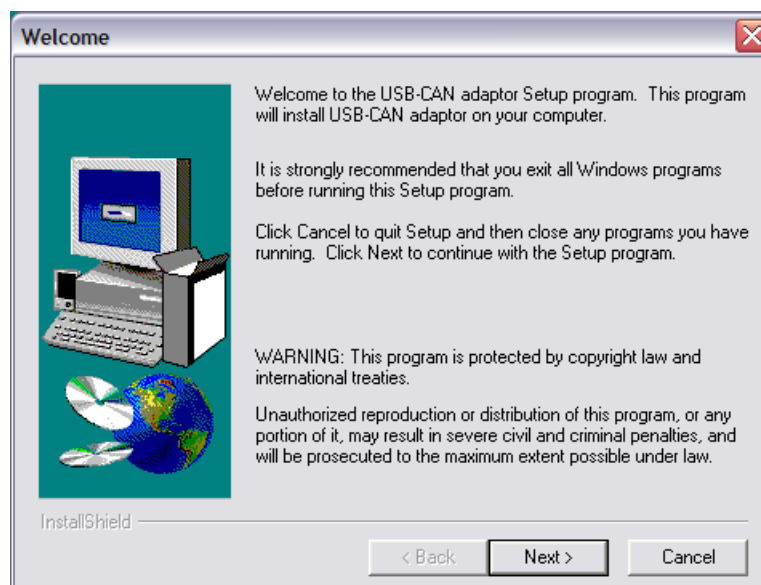 Welcome
Welcome to the USB-CAN adaptor Setup program.  This program
will install USB-CAN adaptor on your computer.
It is strongly recommended that you exit all Windows programs
before running this Setup program.
Click Cancel to quit Setup and then close any programs you have
running.  Click Next to continue with the Setup program.
WARNING: This program is protected by copyright law and
international treaties.
Unauthorized reproduction or distribution of this program, or any
portion of it, may result in severe civil and criminal penalties, and
will be prosecuted to the maximum extent possible under law.
InstallShield
< Back
Next >
Cancel